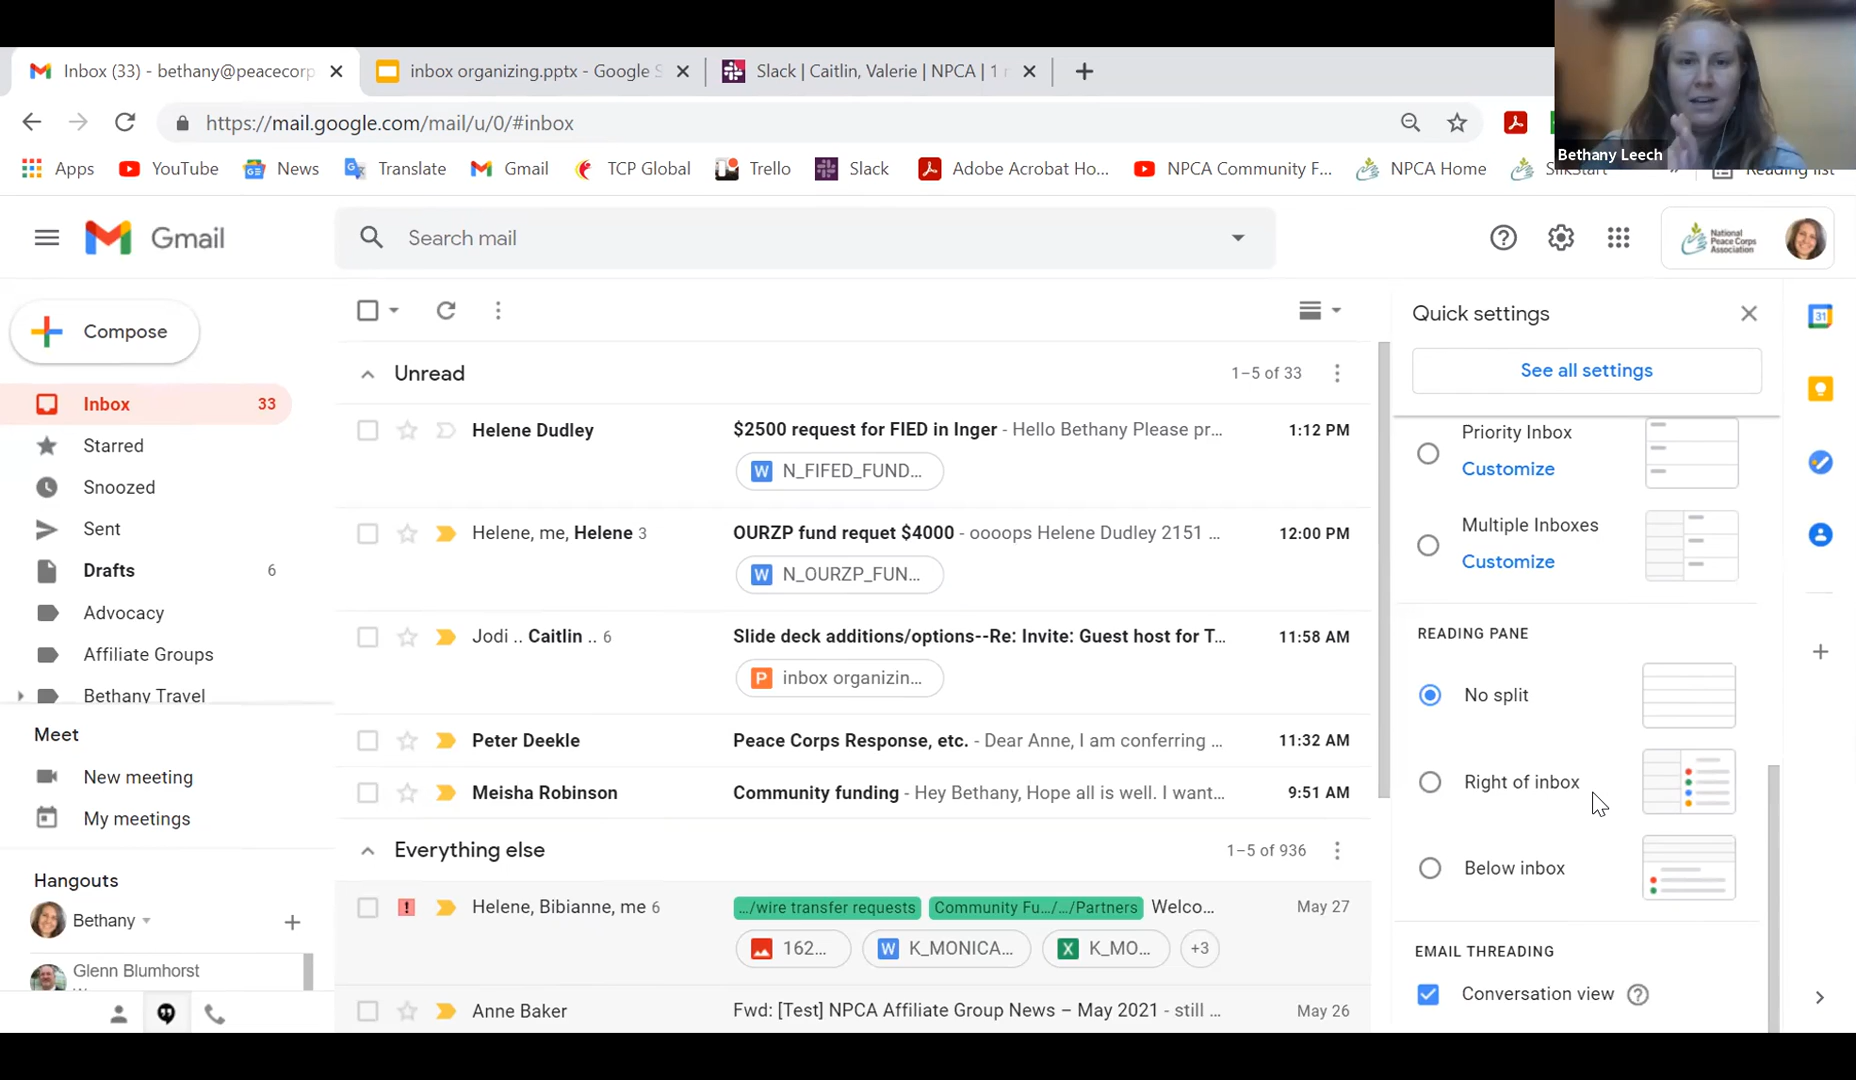 Inbox (33) - bethany@peacecorp
inbox organizing.pptx - Google S
Slack | Caitlin, Valerie | NPCA | 1
https://mail.google.com/mail/u/0/#inbox
Apps
YouTube
News
Translate
Gmail
TCP Global
Trello
Slack
Adobe Acrobat Ho...
NPCA Community F...
NPCA Home
Bethany Leech
Gmail
Search mail
National
Peace Corps
Association
Compose
Unread
1–5 of 33
Quick settings
See all settings
31
Inbox 33
Starred
Snoozed
Sent
Drafts 6
Advocacy
Affiliate Groups
Bethany Travel
Meet
New meeting
My meetings
Hangouts
Bethany
Glenn Blumhorst
Helene Dudley $2500 request for FIED in Inger - Hello Bethany Please pr... 1:12 PM
W N_FIFED_FUND...
Helene, me, Helene 3 OURZP fund requet $4000 - oooops Helene Dudley 2151 ... 12:00 PM
W N_OURZP_FUN...
Jodi .. Caitlin .. 6 Slide deck additions/options--Re: Invite: Guest host for T... 11:58 AM
P inbox organizin...
Peter Deekle Peace Corps Response, etc. - Dear Anne, I am conferring ... 11:32 AM
Meisha Robinson Community funding - Hey Bethany, Hope all is well. I want... 9:51 AM
Everything else 1–5 of 936
Helene, Bibianne, me 6 .../wire transfer requests Community Fu.../.../Partners Welco... May 27
162... W K_MONICA... X K_MO... +3
Anne Baker Fwd: [Test] NPCA Affiliate Group News – May 2021 - still ... May 26
Priority Inbox
Customize
Multiple Inboxes
Customize
READING PANE
No split
Right of inbox
Below inbox
EMAIL THREADING
Conversation view